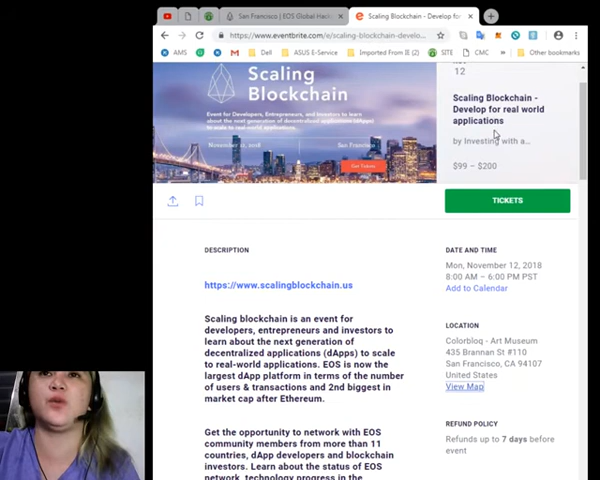 San Francisco | EOS Global Hack
Scaling Blockchain - Develop for
https://www.eventbrite.com/e/scaling-blockchain-develo...
AMS
Dell
ASUS E-Service
Imported From IE (2)
SITE
CMC
Other bookmarks
Scaling
Blockchain
Event for Developers, Entrepreneurs, and Investors to learn
about the next generation of decentralized applications (dApps)
to scale to real-world applications.
November 12, 2018
San Francisco
Get Tickets
12
Scaling Blockchain -
Develop for real world
applications
by Investing with a...
$99 – $200
TICKETS
DESCRIPTION
https://www.scalingblockchain.us
Scaling blockchain is an event for
developers, entrepreneurs and investors to
learn about the next generation of
decentralized applications (dApps) to scale
to real-world applications. EOS is now the
largest dApp platform in terms of the number
of users & transactions and 2nd biggest in
market cap after Ethereum.
Get the opportunity to network with EOS
community members from more than 11
countries, dApp developers and blockchain
investors. Learn about the status of EOS
network, technology progress in the
DATE AND TIME
Mon, November 12, 2018
8:00 AM – 6:00 PM PST
Add to Calendar
LOCATION
Colorbloq - Art Museum
435 Brannan St #110
San Francisco, CA 94107
United States
View Map
REFUND POLICY
Refunds up to 7 days before
event